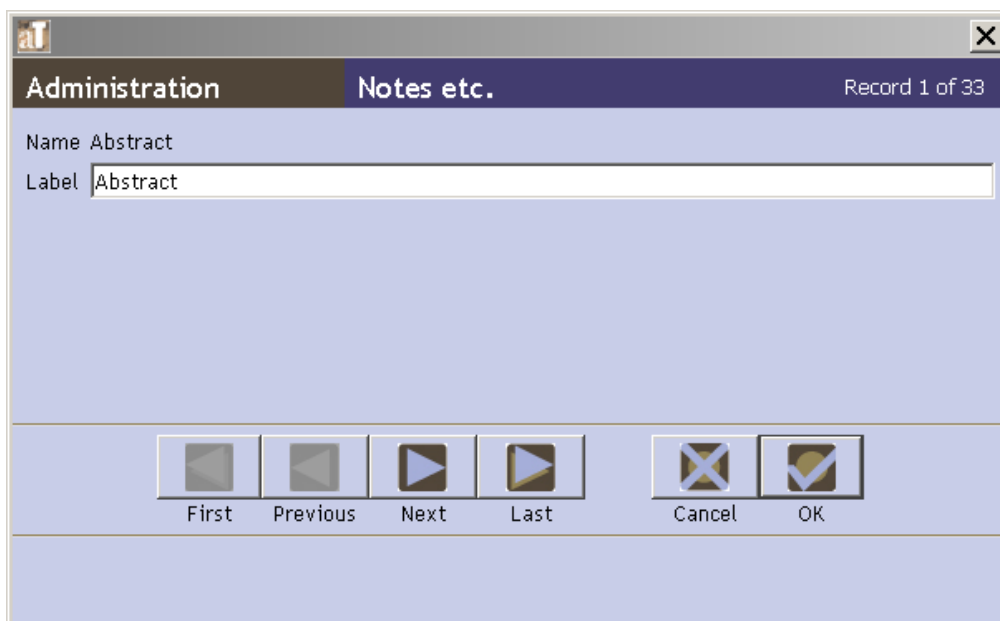 aT
Administration Notes etc. Record 1 of 33
Name Abstract
Label Abstract
First Previous Next Last Cancel OK